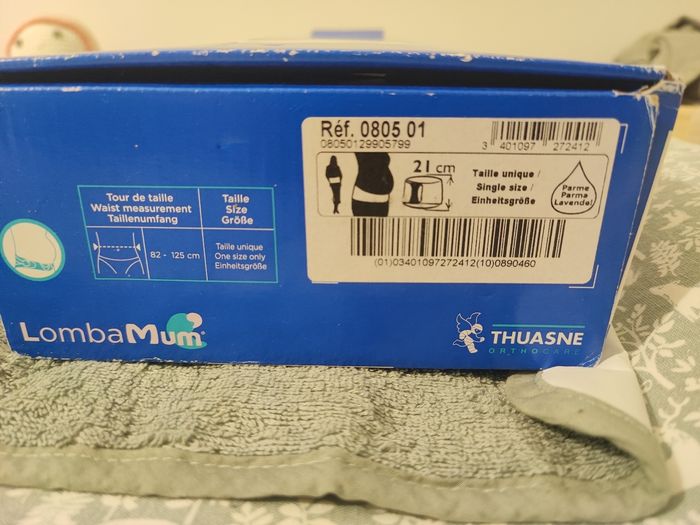 Réf. 0805 01
08050129905799
3 401097 272412
21 cm
Taille unique /
Single size /
Einheitsgröße
Parme
Parma
Lavendel
(01)03401097272412(10)0890460
Tour de taille
Waist measurement
Taillenumfang
Taille
Size
Größe
82 - 125 cm
Taille unique
One size only
Einheitsgröße
LombaMum
THUASNE
ORTHOCARE